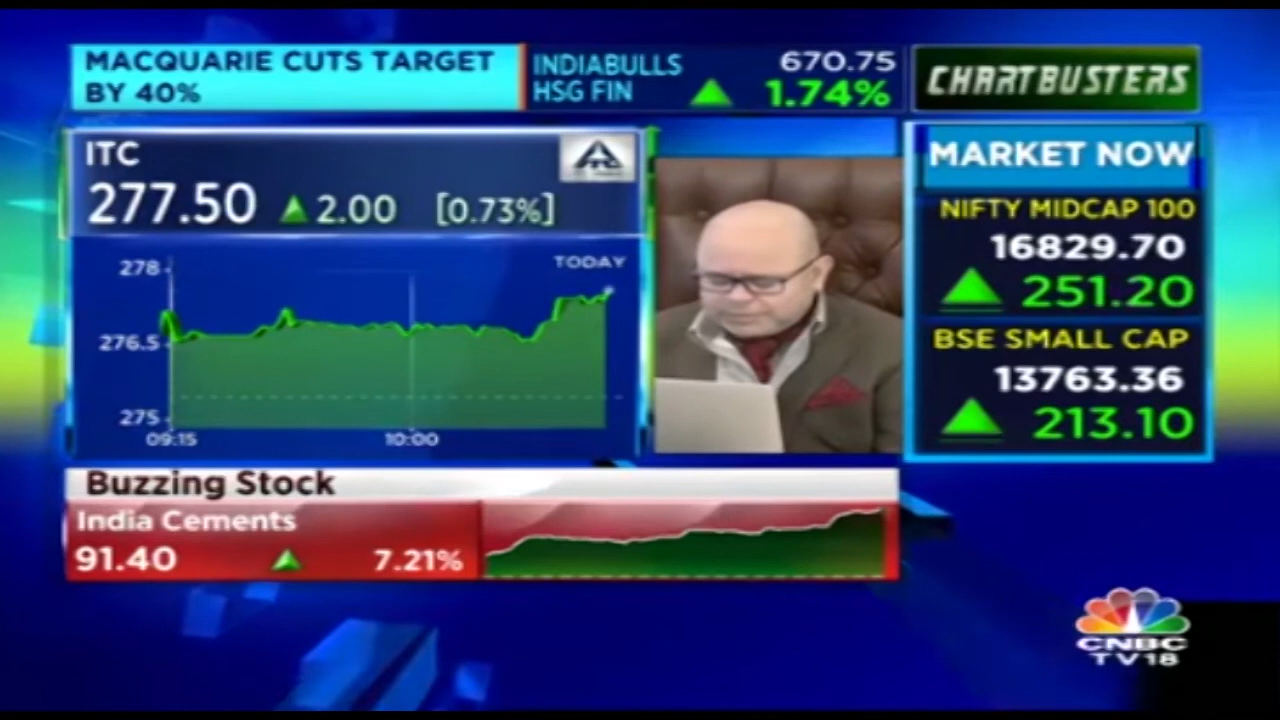 MACQUARIE CUTS TARGET
BY 40%
INDIABULLS
HSG FIN
670.75
1.74%
CHARTBUSTERS
ITC
277.50 2.00 [0.73%]
ITC
TODAY
278
276.5
275
09:15 10:00
MARKET NOW
NIFTY MIDCAP 100
16829.70
251.20
BSE SMALL CAP
13763.36
213.10
Buzzing Stock
India Cements
91.40 7.21%
CNBC
TV18